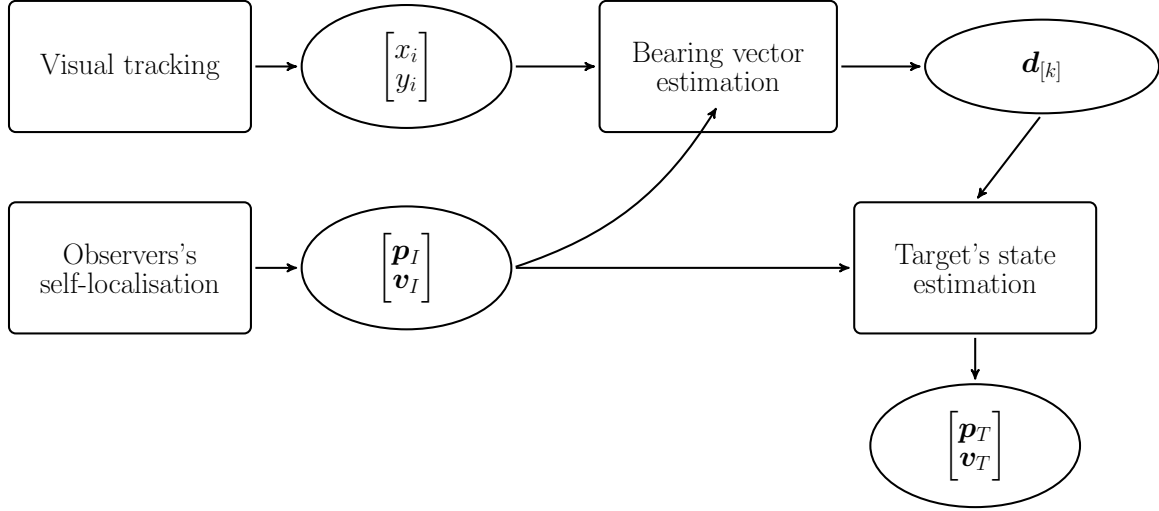 Visual tracking
[x_i
y_i]
Bearing vector
estimation
d_[k]
Observers's
self-localisation
[p_I
v_I]
Target's state
estimation
[p_T
v_T]